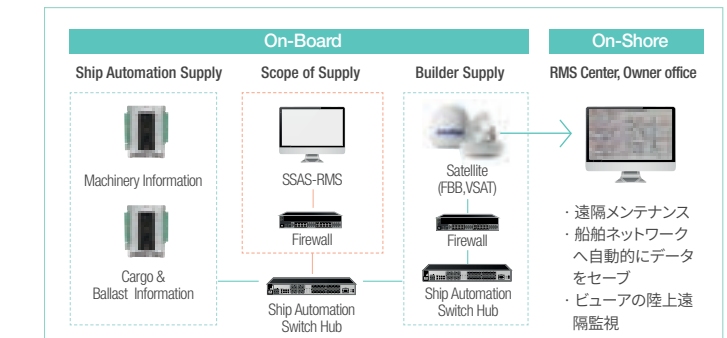 On-Board
On-Shore
Ship Automation Supply
Scope of Supply
Builder Supply
RMS Center, Owner office
Machinery Information
Cargo &
Ballast Information
SSAS-RMS
Firewall
Ship Automation
Switch Hub
Satellite
(FBB,VSAT)
Firewall
Ship Automation
Switch Hub
· 遠隔メンテナンス
· 船舶ネットワーク
へ自動的にデータ
をセーブ
· ビューアの陸上遠
隔監視